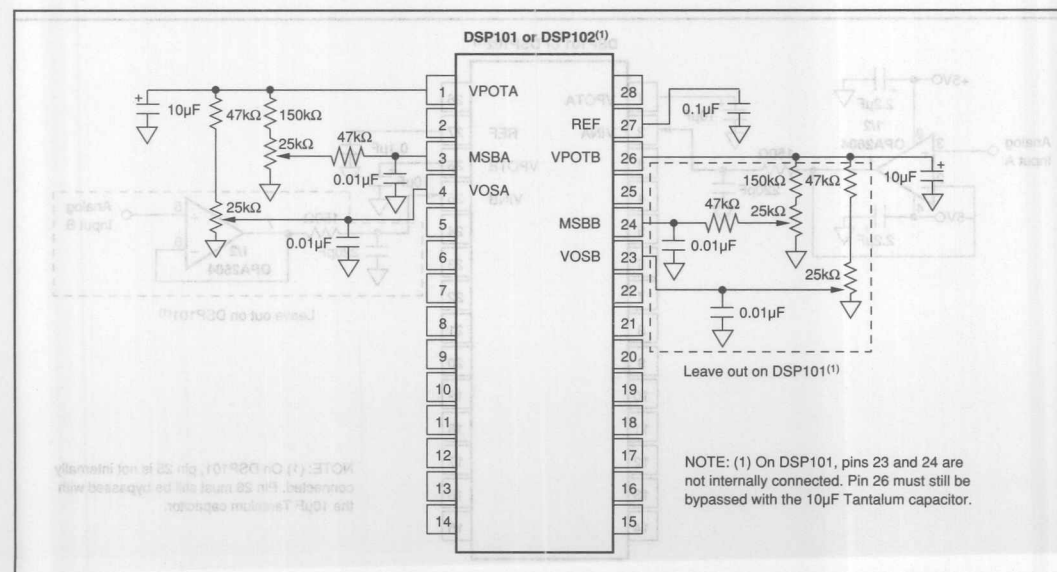 DSP101 or DSP102(1)
1 VPOTA
2
3 MSBA
4 VOSA
5
6
7
8
9
10
11
12
13
14
28
REF 27
VPOTB 26
25
MSBB 24
VOSB 23
22
21
20
19
18
17
16
15
+
10µF
47kΩ
150kΩ
25kΩ
47kΩ
0.01µF
25kΩ
0.01µF
0.1µF
150kΩ
47kΩ
10µF
+
47kΩ
25kΩ
0.01µF
25kΩ
0.01µF
Leave out on DSP101(1)
NOTE: (1) On DSP101, pins 23 and 24 are
not internally connected. Pin 26 must still be
bypassed with the 10µF Tantalum capacitor.